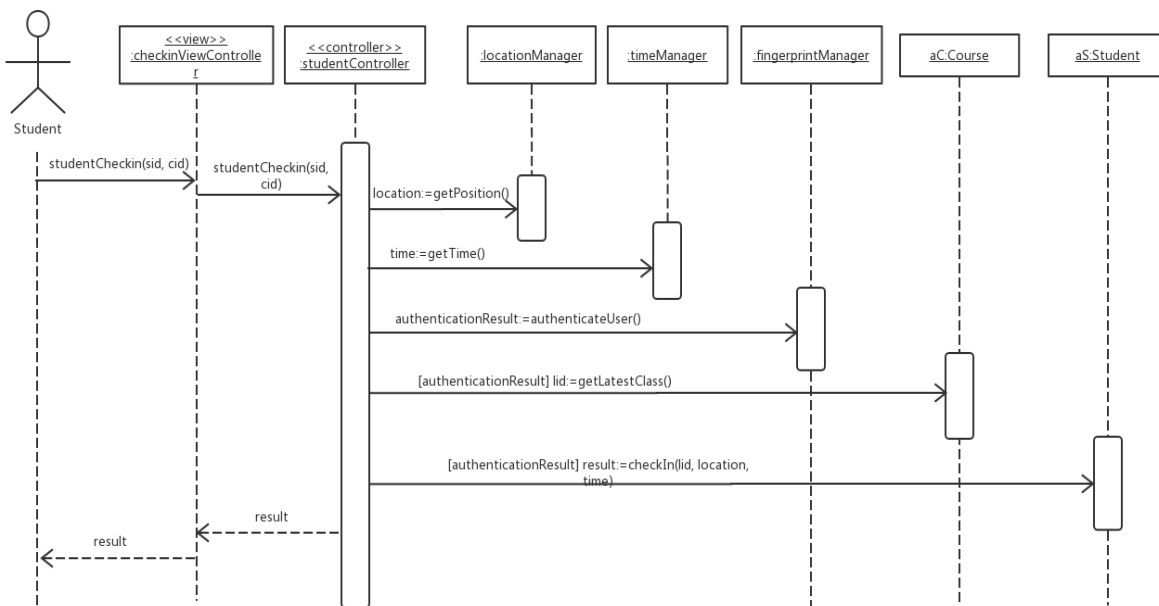 <<view>>
:checkinViewControlle
r
<<controller>>
:studentController
:locationManager
:timeManager
:fingerprintManager
aC:Course
aS:Student
Student
studentCheckin(sid, cid)
studentCheckin(sid,
cid)
location:=getPosition()
time:=getTime()
authenticationResult:=authenticateUser()
[authenticationResult] lid:=getLatestClass()
[authenticationResult] result:=checkIn(lid, location,
time)
result
result